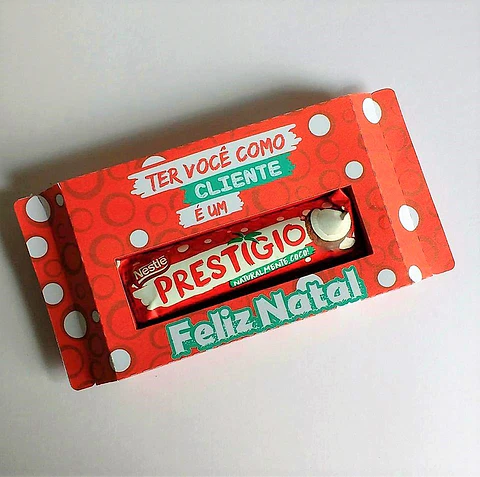 TER VOCÊ COMO
CLIENTE
É UM
Nestlé
PRESTÍGIO
NATURALMENTE COCO!
Feliz Natal